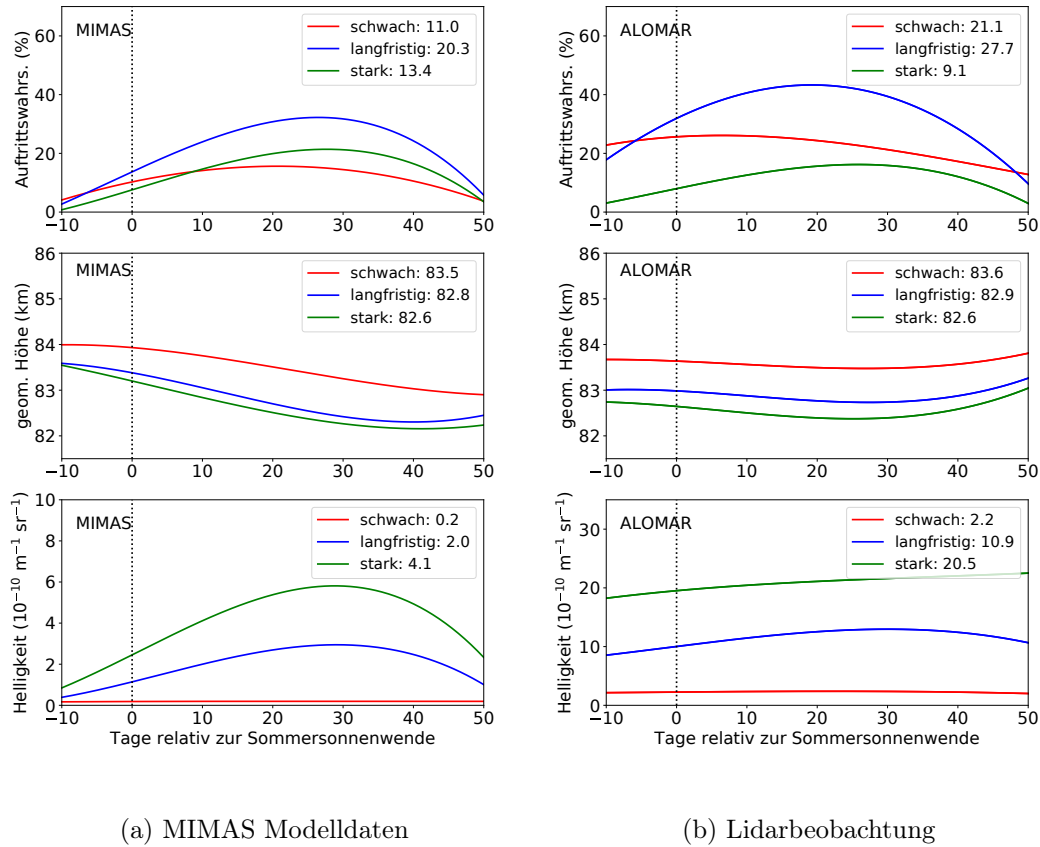 MIMAS
schwach: 11.0
langfristig: 20.3
stark: 13.4
Auftrittswahrs. (%)
60
40
20
0
−10 0 10 20 30 40 50
ALOMAR
schwach: 21.1
langfristig: 27.7
stark: 9.1
Auftrittswahrs. (%)
60
40
20
0
−10 0 10 20 30 40 50
MIMAS
schwach: 83.5
langfristig: 82.8
stark: 82.6
geom. Höhe (km)
86
85
84
83
82
−10 0 10 20 30 40 50
ALOMAR
schwach: 83.6
langfristig: 82.9
stark: 82.6
geom. Höhe (km)
86
85
84
83
82
−10 0 10 20 30 40 50
MIMAS
schwach: 0.2
langfristig: 2.0
stark: 4.1
Helligkeit (10⁻¹⁰ m⁻¹ sr⁻¹)
10
8
6
4
2
0
−10 0 10 20 30 40 50
Tage relativ zur Sommersonnenwende
ALOMAR
schwach: 2.2
langfristig: 10.9
stark: 20.5
Helligkeit (10⁻¹⁰ m⁻¹ sr⁻¹)
30
20
10
0
−10 0 10 20 30 40 50
Tage relativ zur Sommersonnenwende
(a) MIMAS Modelldaten
(b) Lidarbeobachtung